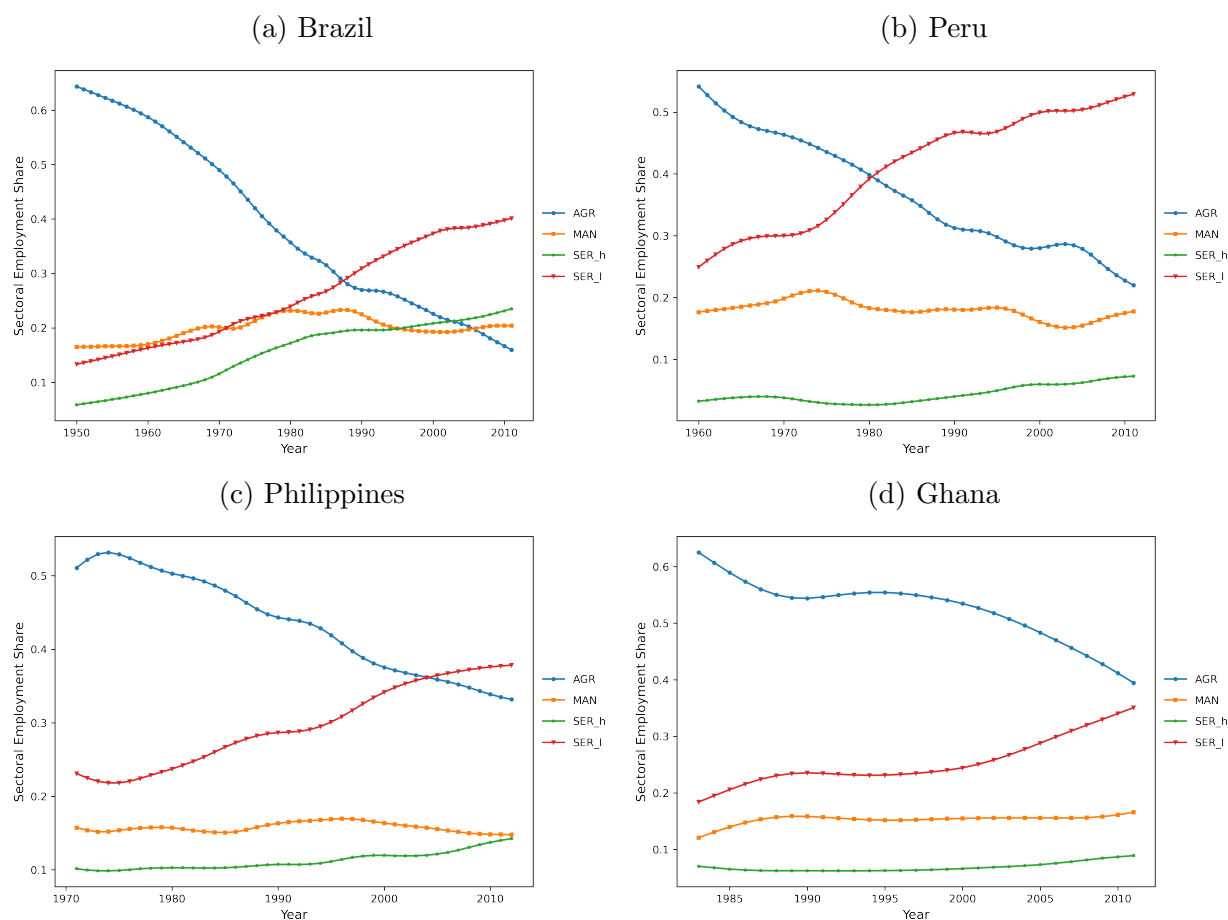 (a) Brazil
Sectoral Employment Share
0.6
0.5
0.4
0.3
0.2
0.1
1950 1960 1970 1980 1990 2000 2010
Year
AGR
MAN
SER_h
SER_l
(b) Peru
Sectoral Employment Share
0.5
0.4
0.3
0.2
0.1
1960 1970 1980 1990 2000 2010
Year
AGR
MAN
SER_h
SER_l
(c) Philippines
Sectoral Employment Share
0.5
0.4
0.3
0.2
0.1
1970 1980 1990 2000 2010
Year
AGR
MAN
SER_h
SER_l
(d) Ghana
Sectoral Employment Share
0.6
0.5
0.4
0.3
0.2
0.1
1985 1990 1995 2000 2005 2010
Year
AGR
MAN
SER_h
SER_l